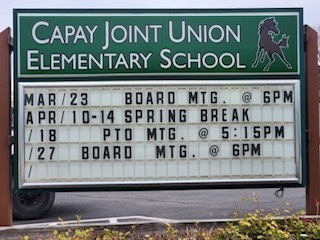 CAPAY JOINT UNION
ELEMENTARY SCHOOL
MAR/23 BOARD MTG. @ 6PM
APR/10-14 SPRING BREAK
/18 PTO MTG. @ 5:15PM
/27 BOARD MTG. @ 6PM
/